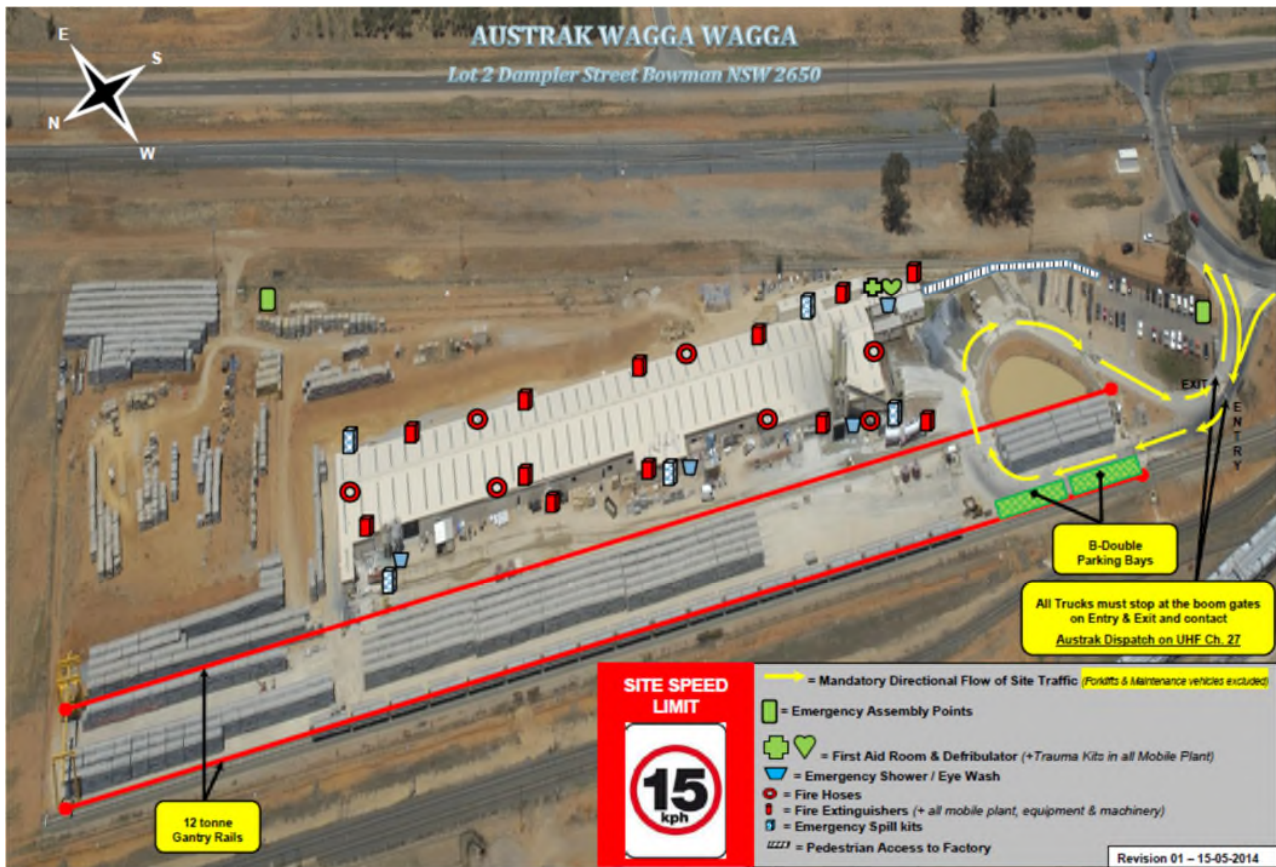 AUSTRAK WAGGA WAGGA
Lot 2 Dampler Street Bowman NSW 2650
E
S
N
W
EXIT
ENTRY
B-Double
Parking Bays
All Trucks must stop at the boom gates
on Entry & Exit and contact
Austrak Dispatch on UHF Ch. 27
12 tonne
Gantry Rails
SITE SPEED
LIMIT
15
kph
= Mandatory Directional Flow of Site Traffic (Forklifts & Maintenance vehicles excluded)
= Emergency Assembly Points
= First Aid Room & Defribulator (+Trauma Kits in all Mobile Plant)
= Emergency Shower / Eye Wash
= Fire Hoses
= Fire Extinguishers (+ all mobile plant, equipment & machinery)
= Emergency Spill kits
= Pedestrian Access to Factory
Revision 01 – 15-05-2014